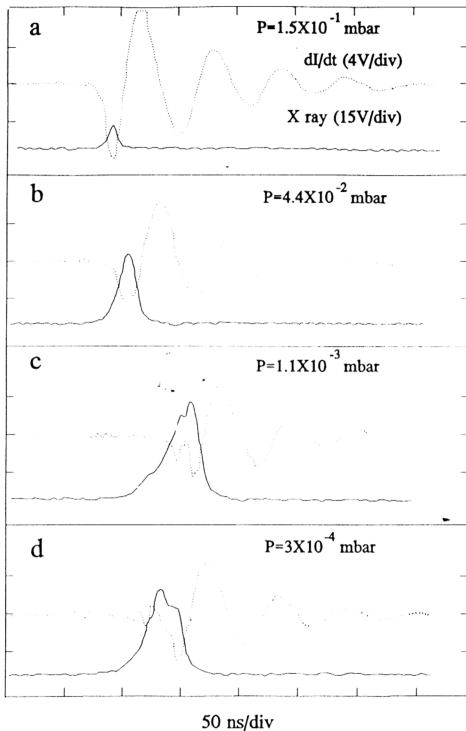 a
P=1.5X10⁻¹ mbar
dI/dt (4V/div)
X ray (15V/div)
b
P=4.4X10⁻² mbar
c
P=1.1X10⁻³ mbar
d
P=3X10⁻⁴ mbar
50 ns/div